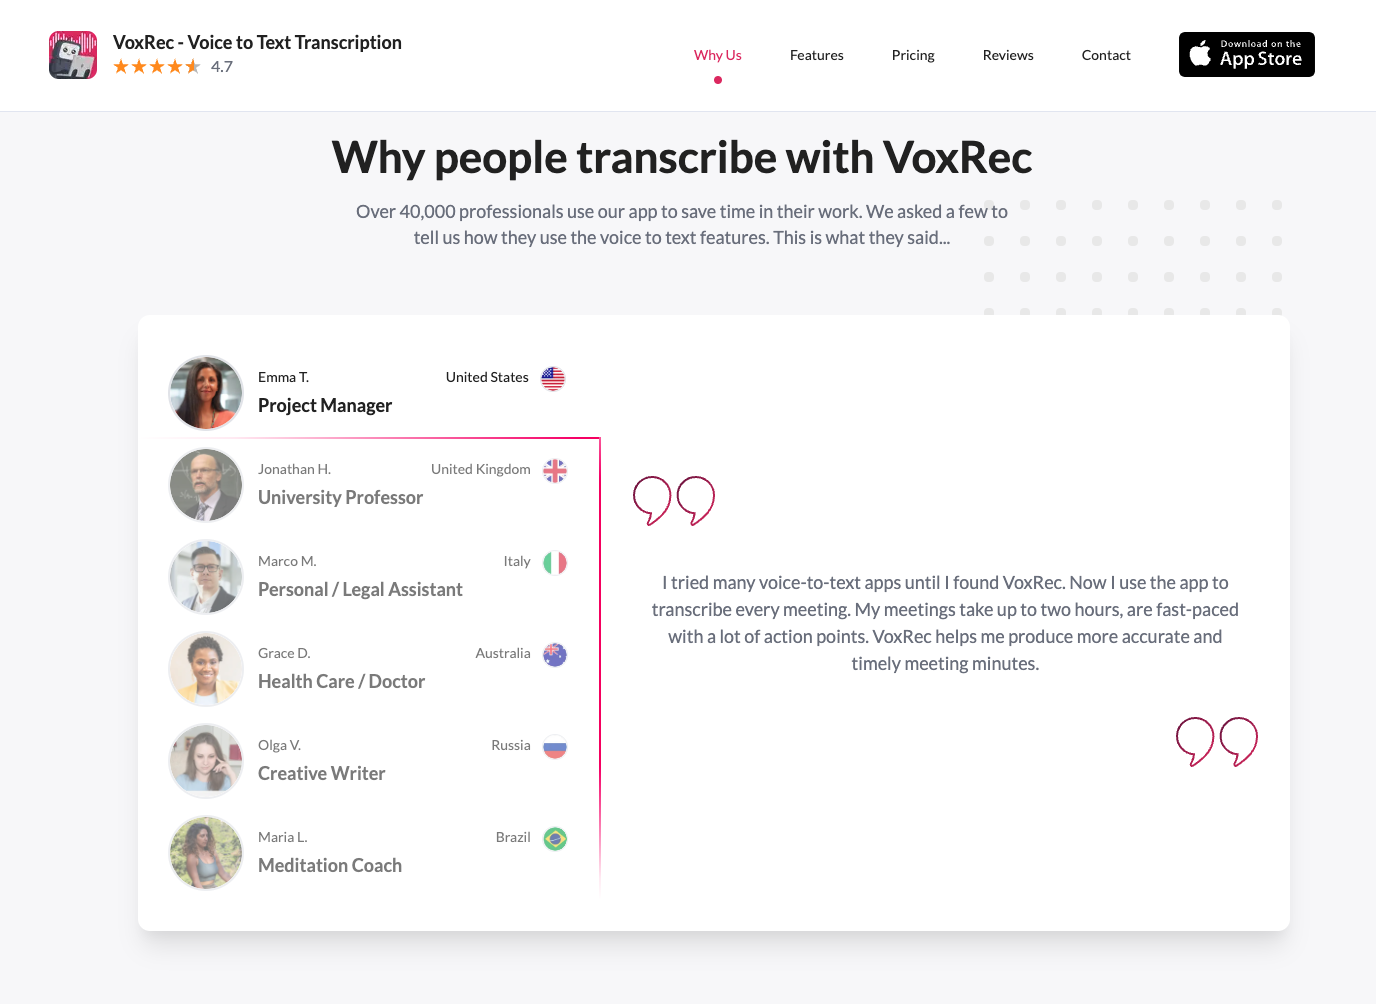 VoxRec - Voice to Text Transcription
4.7
Why Us
Features
Pricing
Reviews
Contact
Download on the
App Store
Why people transcribe with VoxRec
Over 40,000 professionals use our app to save time in their work. We asked a few to
tell us how they use the voice to text features. This is what they said...
Emma T.
United States
Project Manager
Jonathan H.
United Kingdom
University Professor
Marco M.
Italy
Personal / Legal Assistant
Grace D.
Australia
Health Care / Doctor
Olga V.
Russia
Creative Writer
Maria L.
Brazil
Meditation Coach
I tried many voice-to-text apps until I found VoxRec. Now I use the app to
transcribe every meeting. My meetings take up to two hours, are fast-paced
with a lot of action points. VoxRec helps me produce more accurate and
timely meeting minutes.